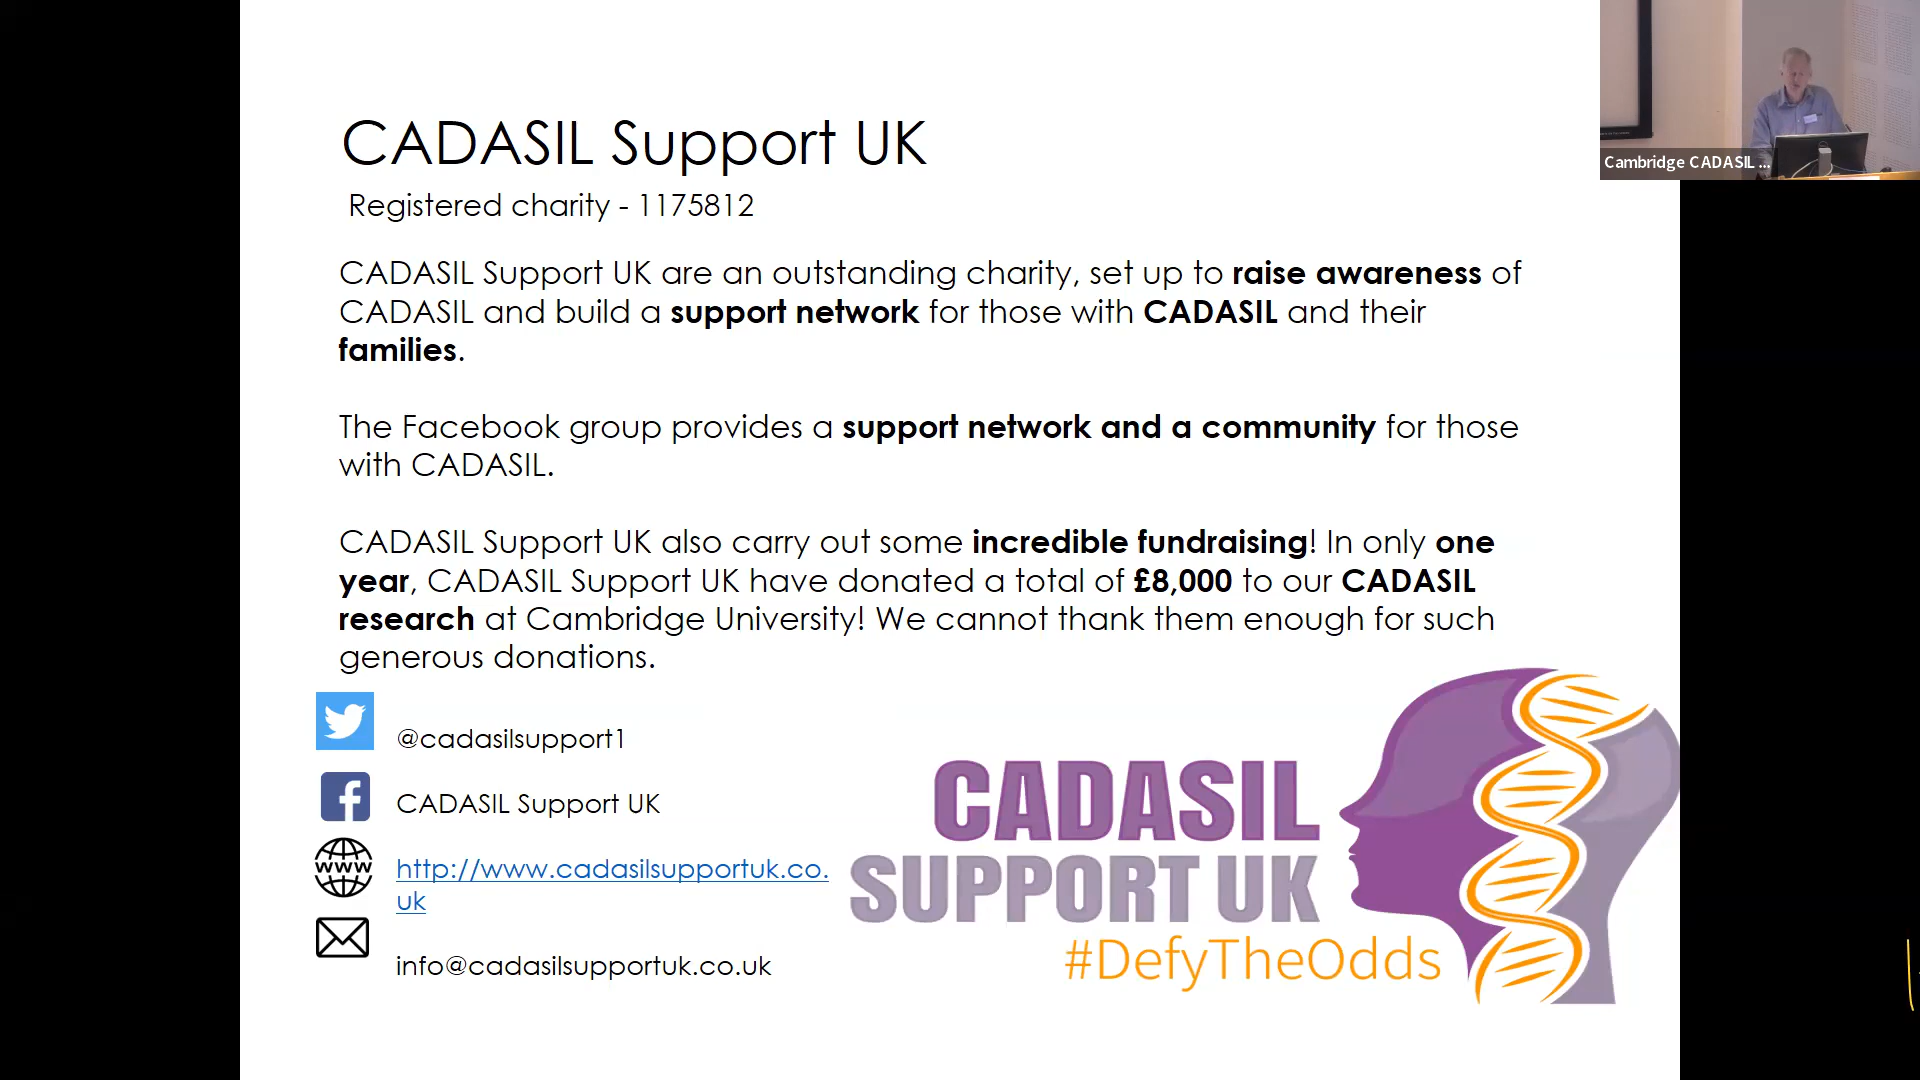 CADASIL Support UK
Registered charity - 1175812
CADASIL Support UK are an outstanding charity, set up to raise awareness of
CADASIL and build a support network for those with CADASIL and their
families.
The Facebook group provides a support network and a community for those
with CADASIL.
CADASIL Support UK also carry out some incredible fundraising! In only one
year, CADASIL Support UK have donated a total of £8,000 to our CADASIL
research at Cambridge University! We cannot thank them enough for such
generous donations.
@cadasilsupport1
CADASIL Support UK
www
http://www.cadasilsupportuk.co.
uk
info@cadasilsupportuk.co.uk
CADASIL
SUPPORT UK
#DefyTheOdds
Cambridge CADASIL ...